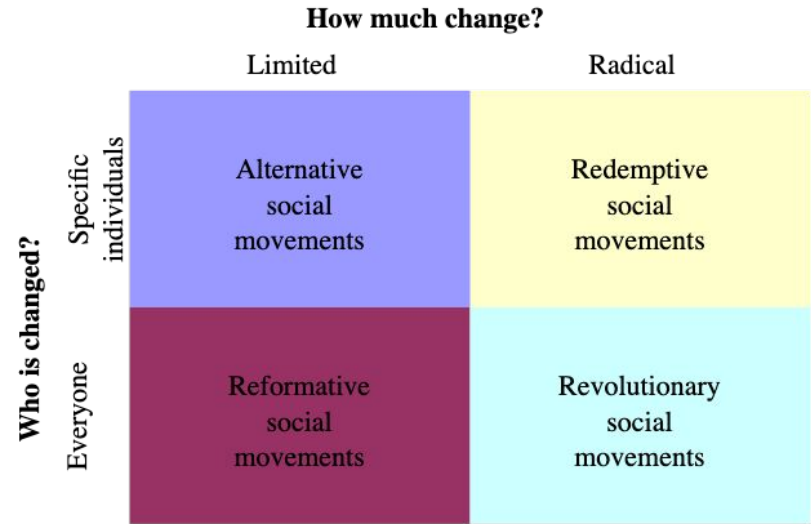 How much change?
Limited
Radical
Who is changed?
Specific
individuals
Alternative
social
movements
Redemptive
social
movements
Everyone
Reformative
social
movements
Revolutionary
social
movements